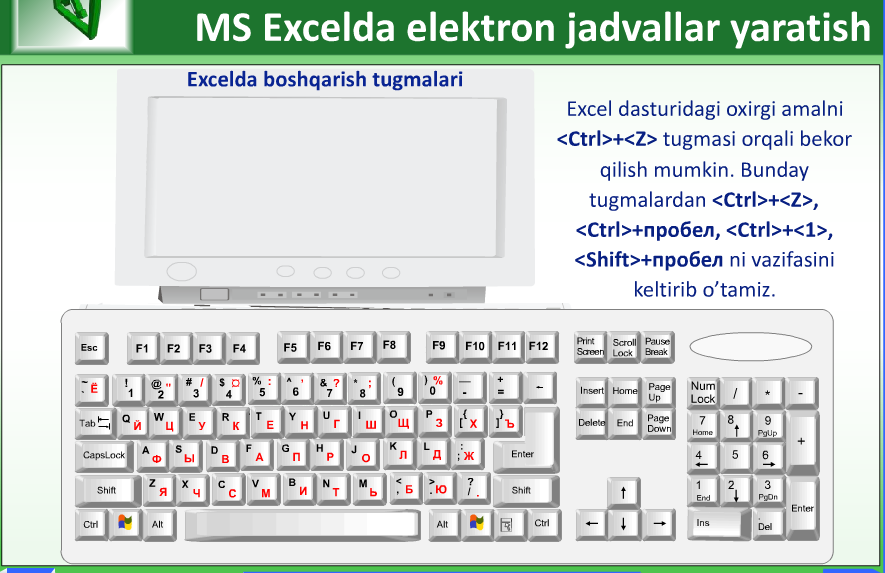 MS Excelda elektron jadvallar yaratish
Excelda boshqarish tugmalari
Excel dasturidagi oxirgi amalni
<Ctrl>+<Z> tugmasi orqali bekor
qilish mumkin. Bunday
tugmalardan <Ctrl>+<Z>,
<Ctrl>+пробел, <Ctrl>+<1>,
<Shift>+пробел ni vazifasini
keltirib o’tamiz.
Esc F1 F2 F3 F4 F5 F6 F7 F8 F9 F10 F11 F12 Print Screen Scroll Lock Pause Break
~ ` Ё ! 1 @ " 2 # / 3 $ ¤ 4 % : 5 ^ , 6 & ? 7 * ; 8 ( 9 ) % 0 — - + = ← Insert Home Page Up Num Lock / * -
Tab Q Й W Ц E У R К T Е Y Н U Г I Ш O Щ P З { [ Х } ] Ъ Delete End Page Down 7 Home 8 ↑ 9 PgUp +
CapsLock A Ф S Ы D В F А G П H Р J О K Л L Д : ; Ж Enter 4 ← 5 6 →
Shift Z Я X Ч C С V М B И N Т M Ь < , Б > . Ю ? / . Shift ↑ 1 End 2 ↓ 3 PgDn Enter
Ctrl Alt Alt Ctrl ← ↓ → Ins . Del